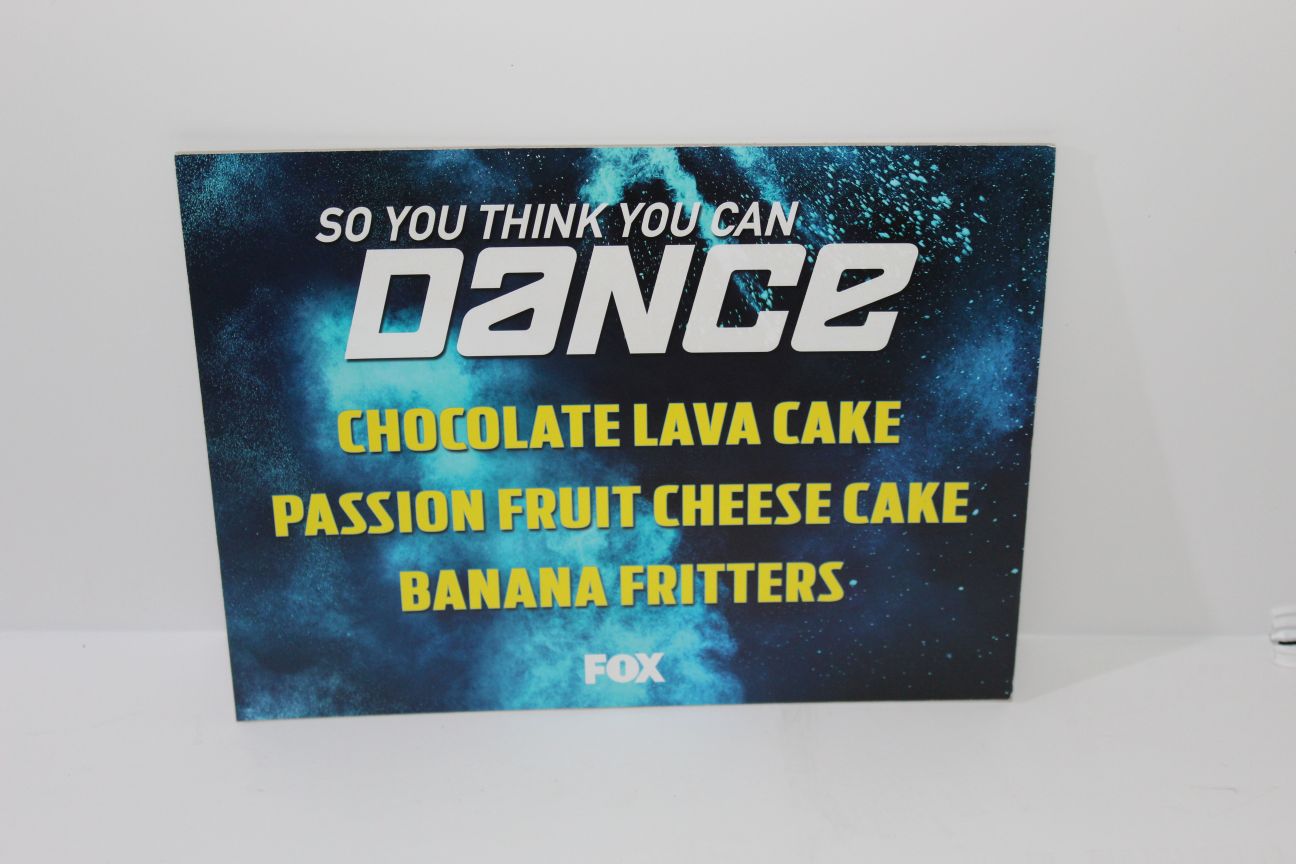 SO YOU THINK YOU CAN
DANCE
CHOCOLATE LAVA CAKE
PASSION FRUIT CHEESE CAKE
BANANA FRITTERS
FOX